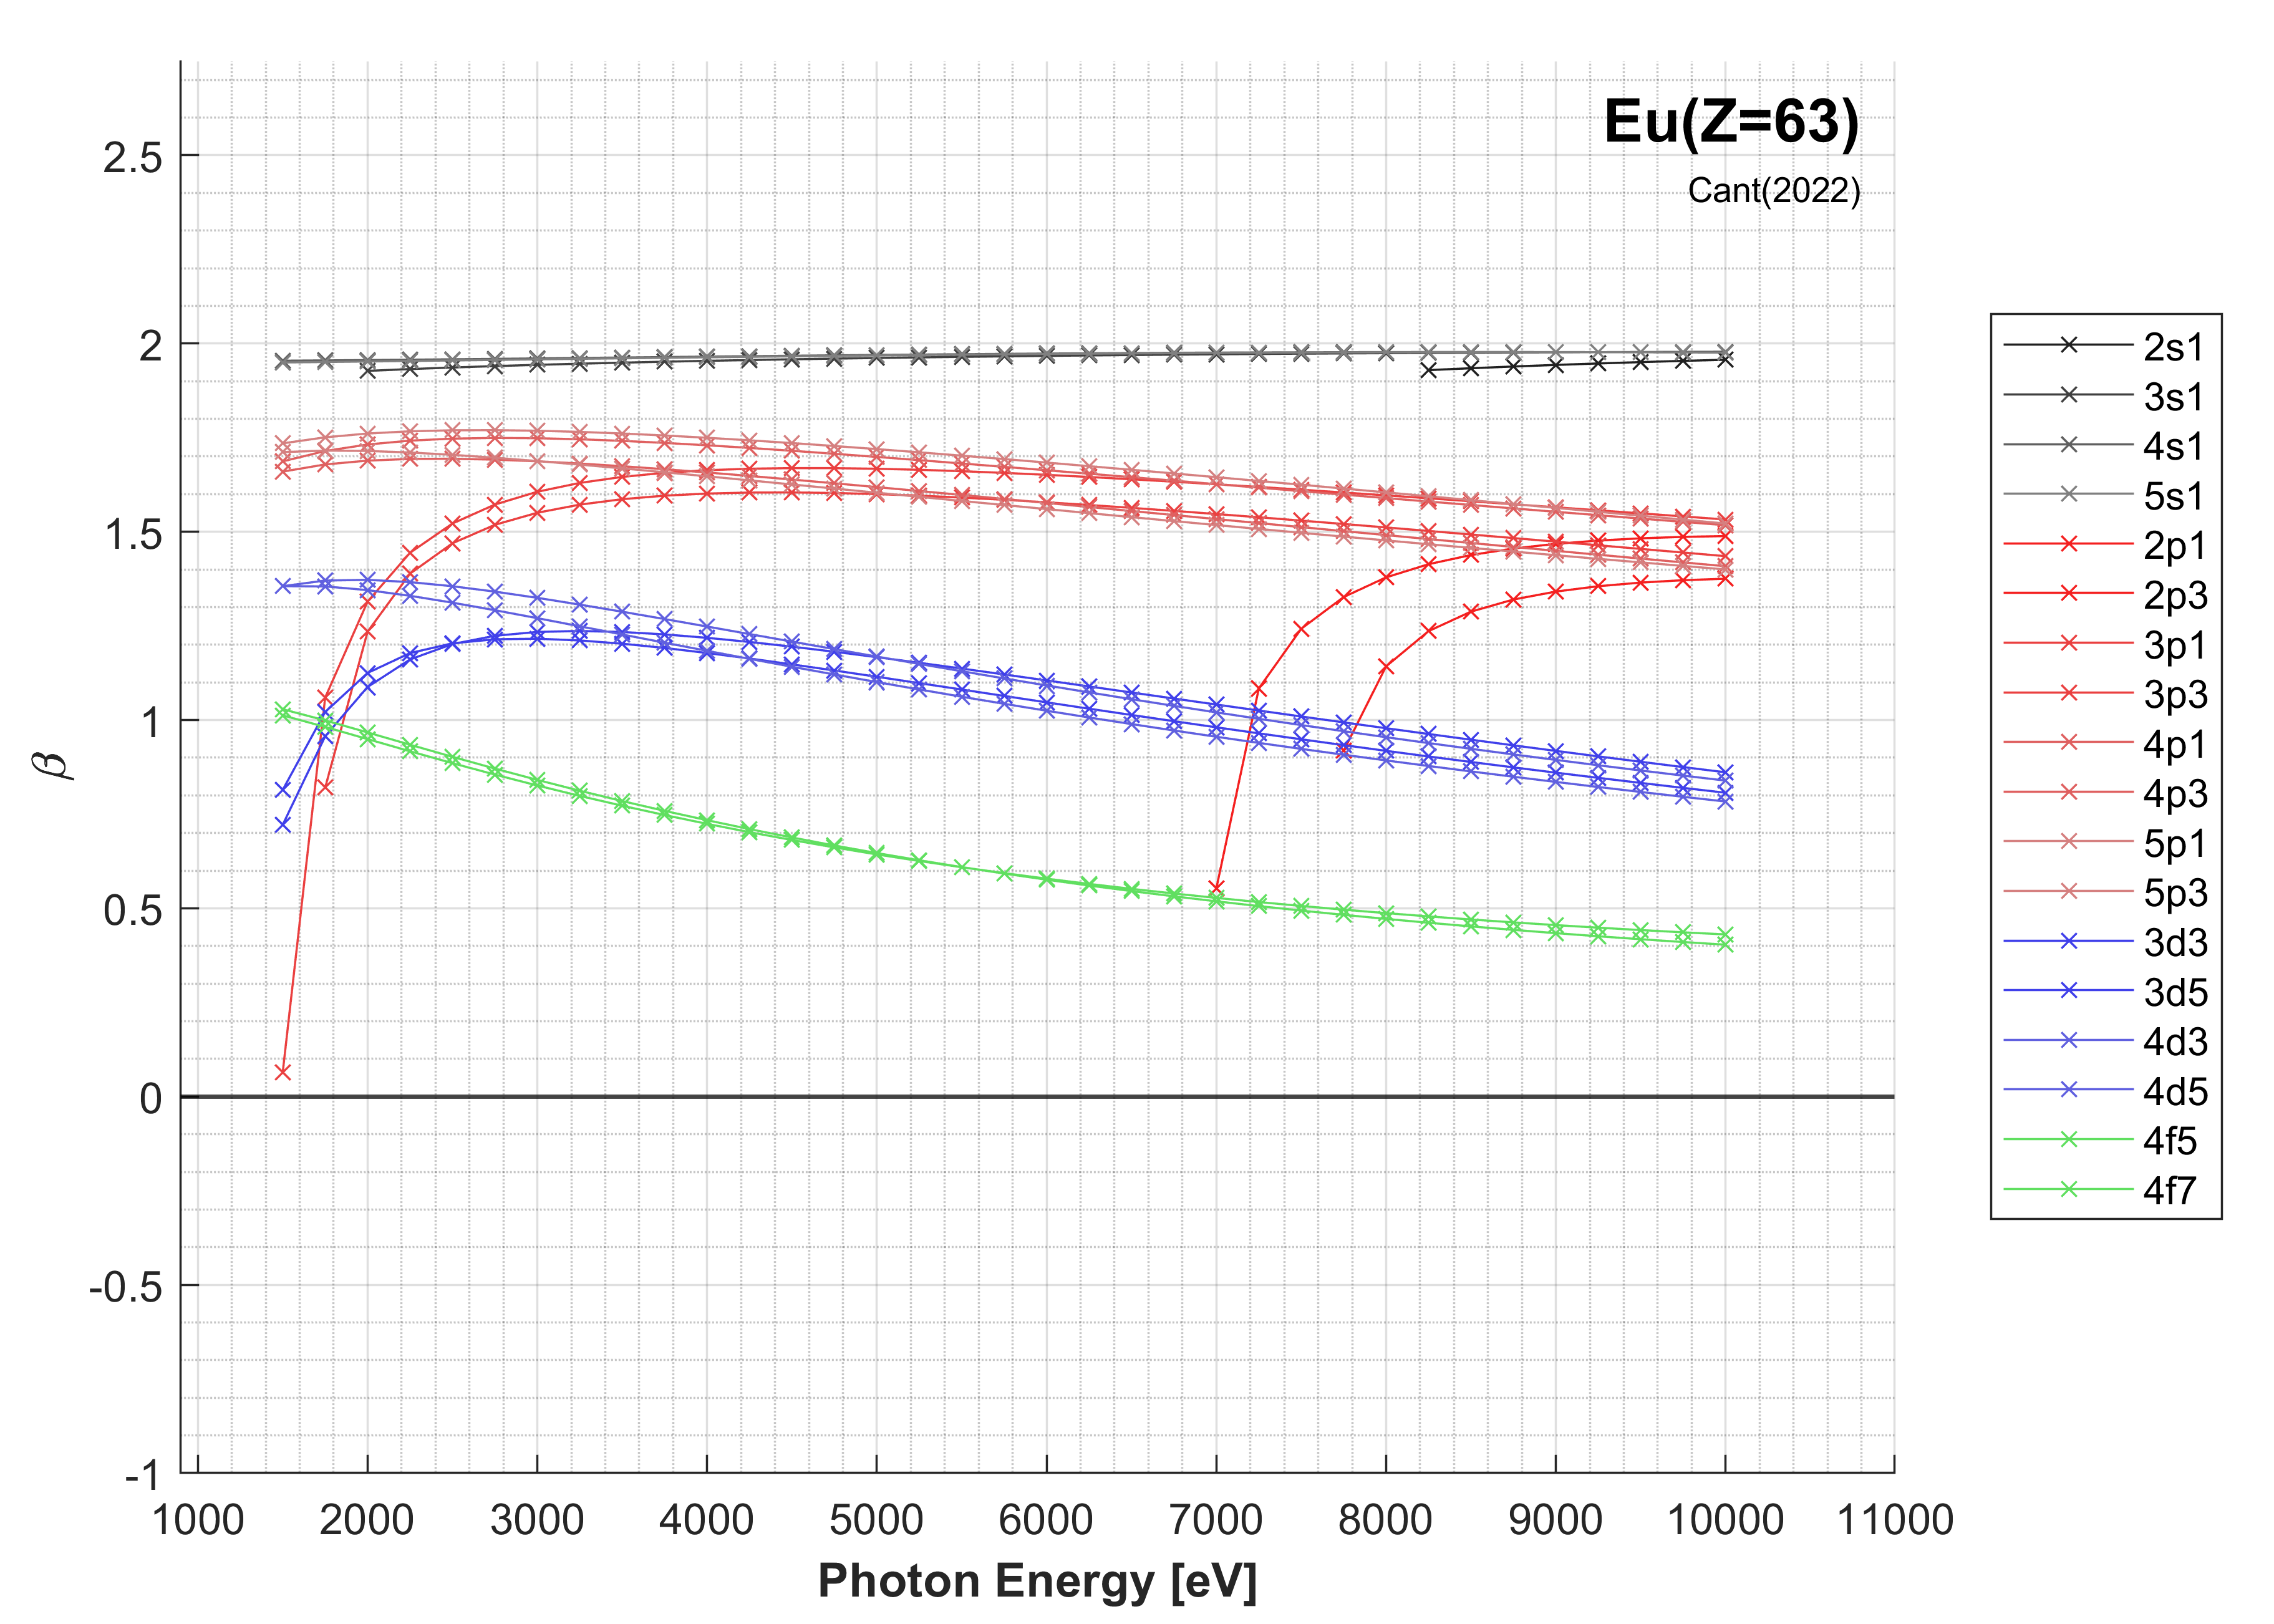 Eu(Z=63)
Cant(2022)
2.5
2
1.5
1
0.5
0
-0.5
-1
β
1000 2000 3000 4000 5000 6000 7000 8000 9000 10000 11000
Photon Energy [eV]
2s1
3s1
4s1
5s1
2p1
2p3
3p1
3p3
4p1
4p3
5p1
5p3
3d3
3d5
4d3
4d5
4f5
4f7